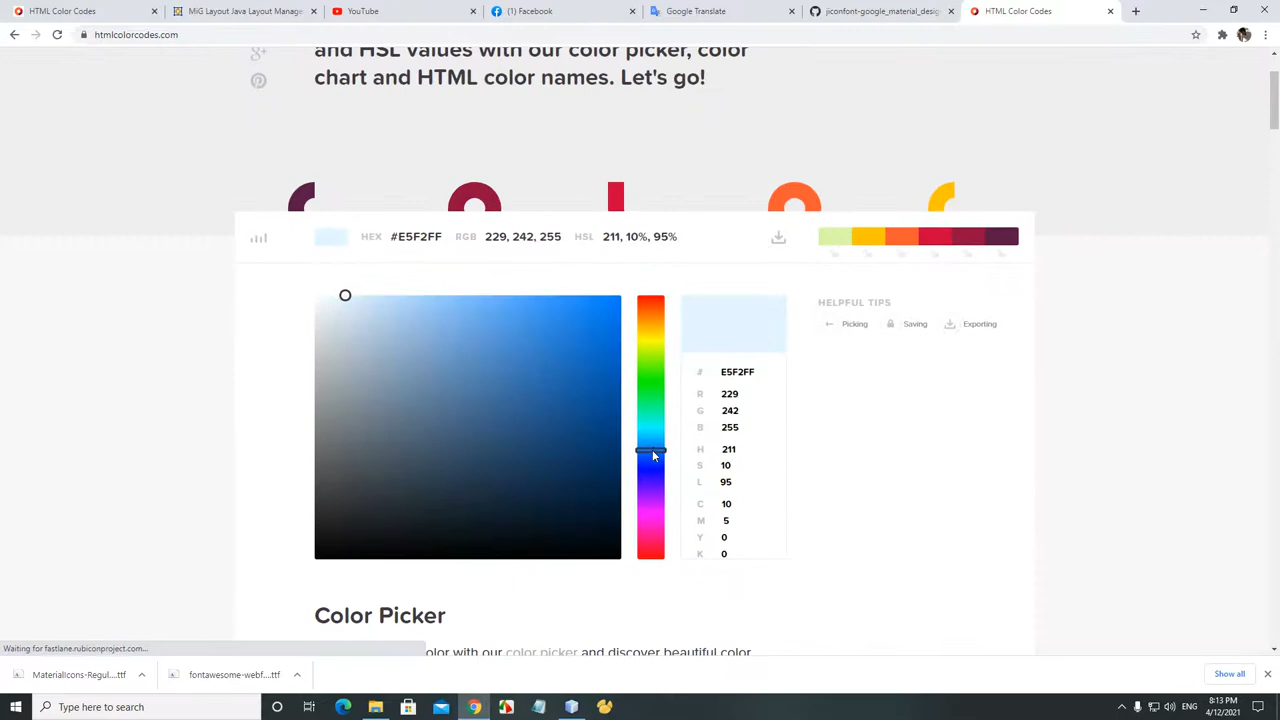 HTML Color Codes
MiG Layout Java Layout Manage
YouTube
(1) Facebook
Google Translate
jiconfont-google_material_desig
HTML Color Codes
htmlcolorcodes.com
and HSL values with our color picker, color
chart and HTML color names. Let's go!
HEX #E5F2FF RGB 229, 242, 255 HSL 211, 10%, 95%
HELPFUL TIPS
Picking Saving Exporting
# E5F2FF
R 229
G 242
B 255
H 211
S 10
L 95
C 10
M 5
Y 0
K 0
Color Picker
olor with our color picker and discover beautiful color
Waiting for fastlane.rubiconproject.com...
MaterialIcons-Regul....ttf
fontawesome-webf....ttf
Show all
Type here to search
ENG
8:13 PM
4/12/2021